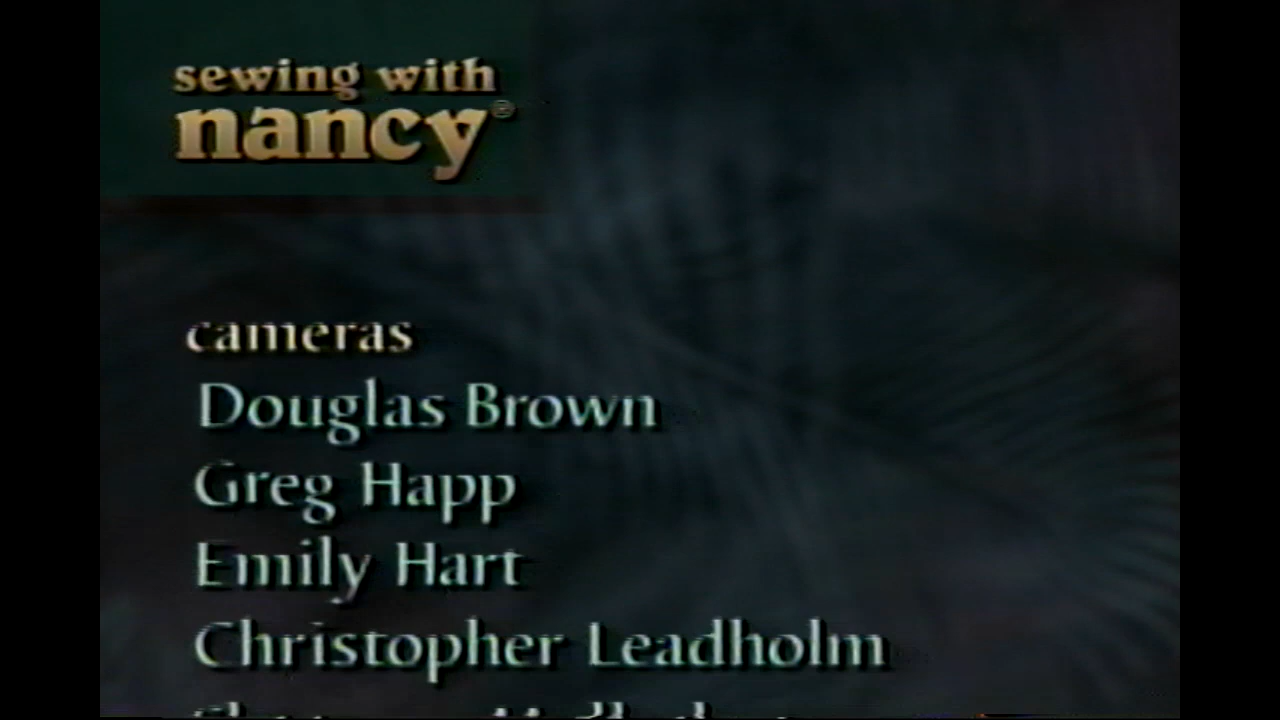 sewing with
nancy®
cameras
Douglas Brown
Greg Happ
Emily Hart
Christopher Leadholm